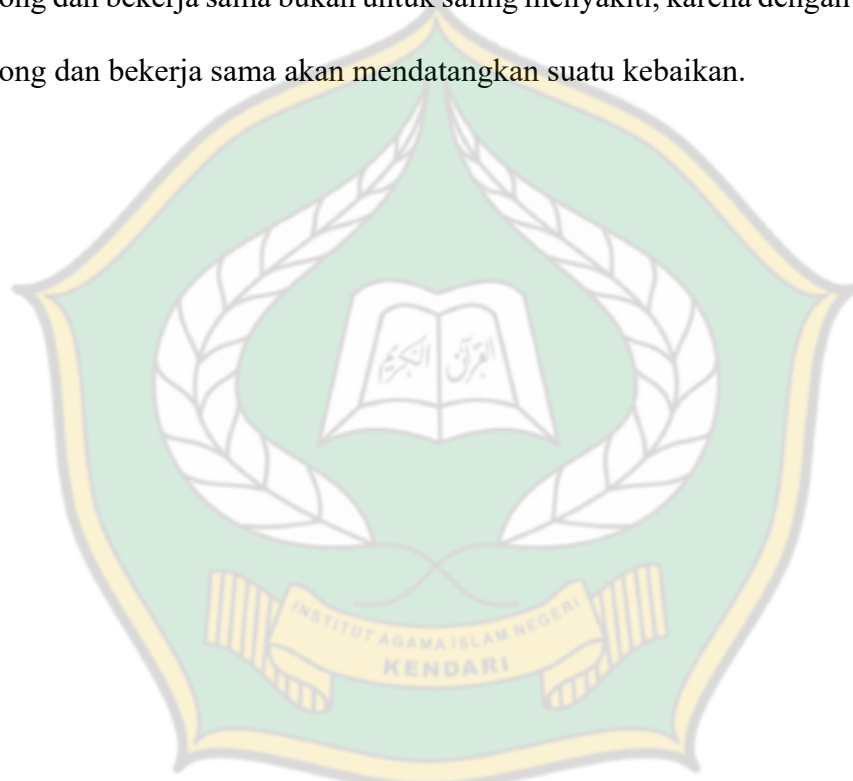 ong dan bekerja sama bukan untuk saling menyakiti, karena dengan
ong dan bekerja sama akan mendatangkan suatu kebaikan.
القرآن الكريم
INSTITUT AGAMA ISLAM NEGERI
KENDARI